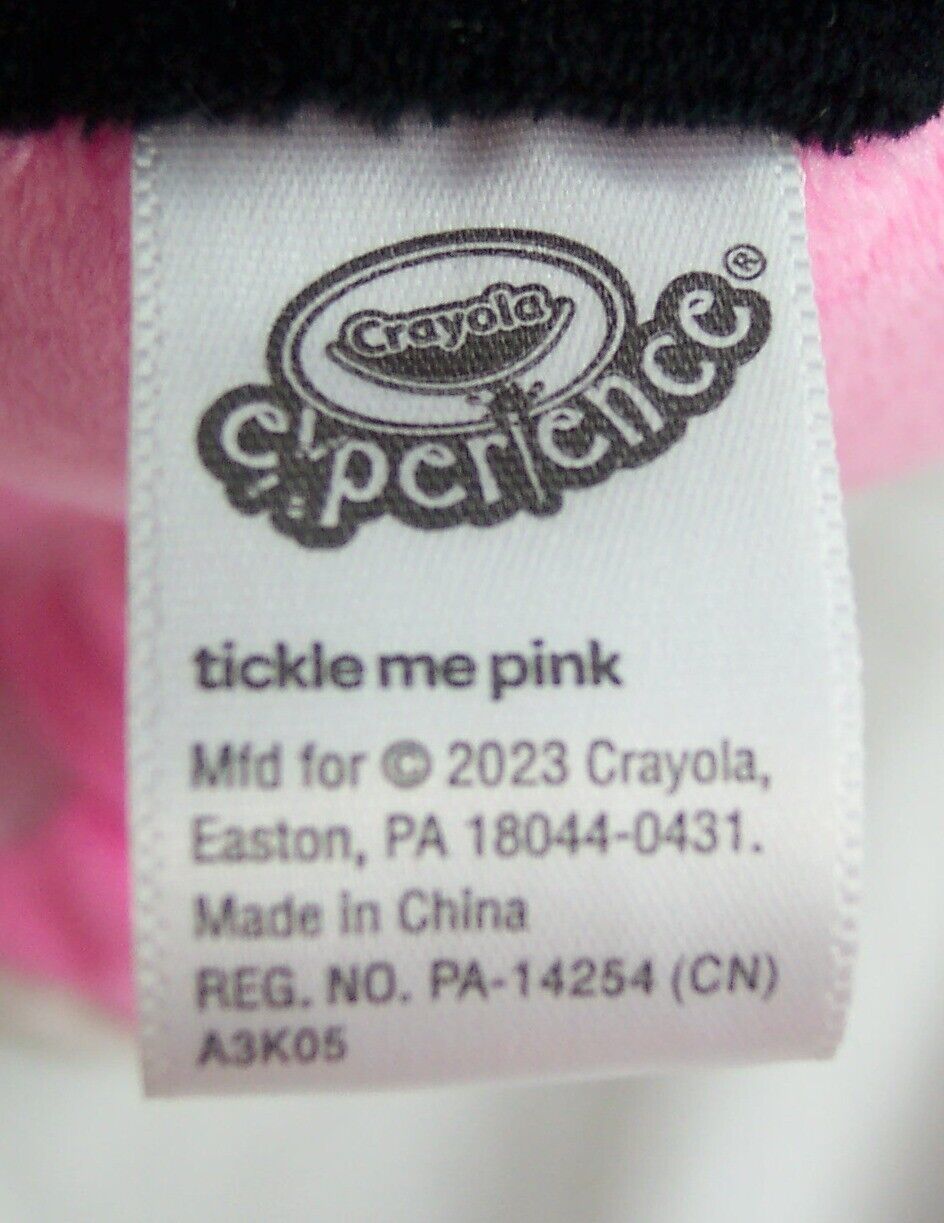 Crayola
experience®
tickle me pink
Mfd for © 2023 Crayola,
Easton, PA 18044-0431.
Made in China
REG. NO. PA-14254 (CN)
A3K05